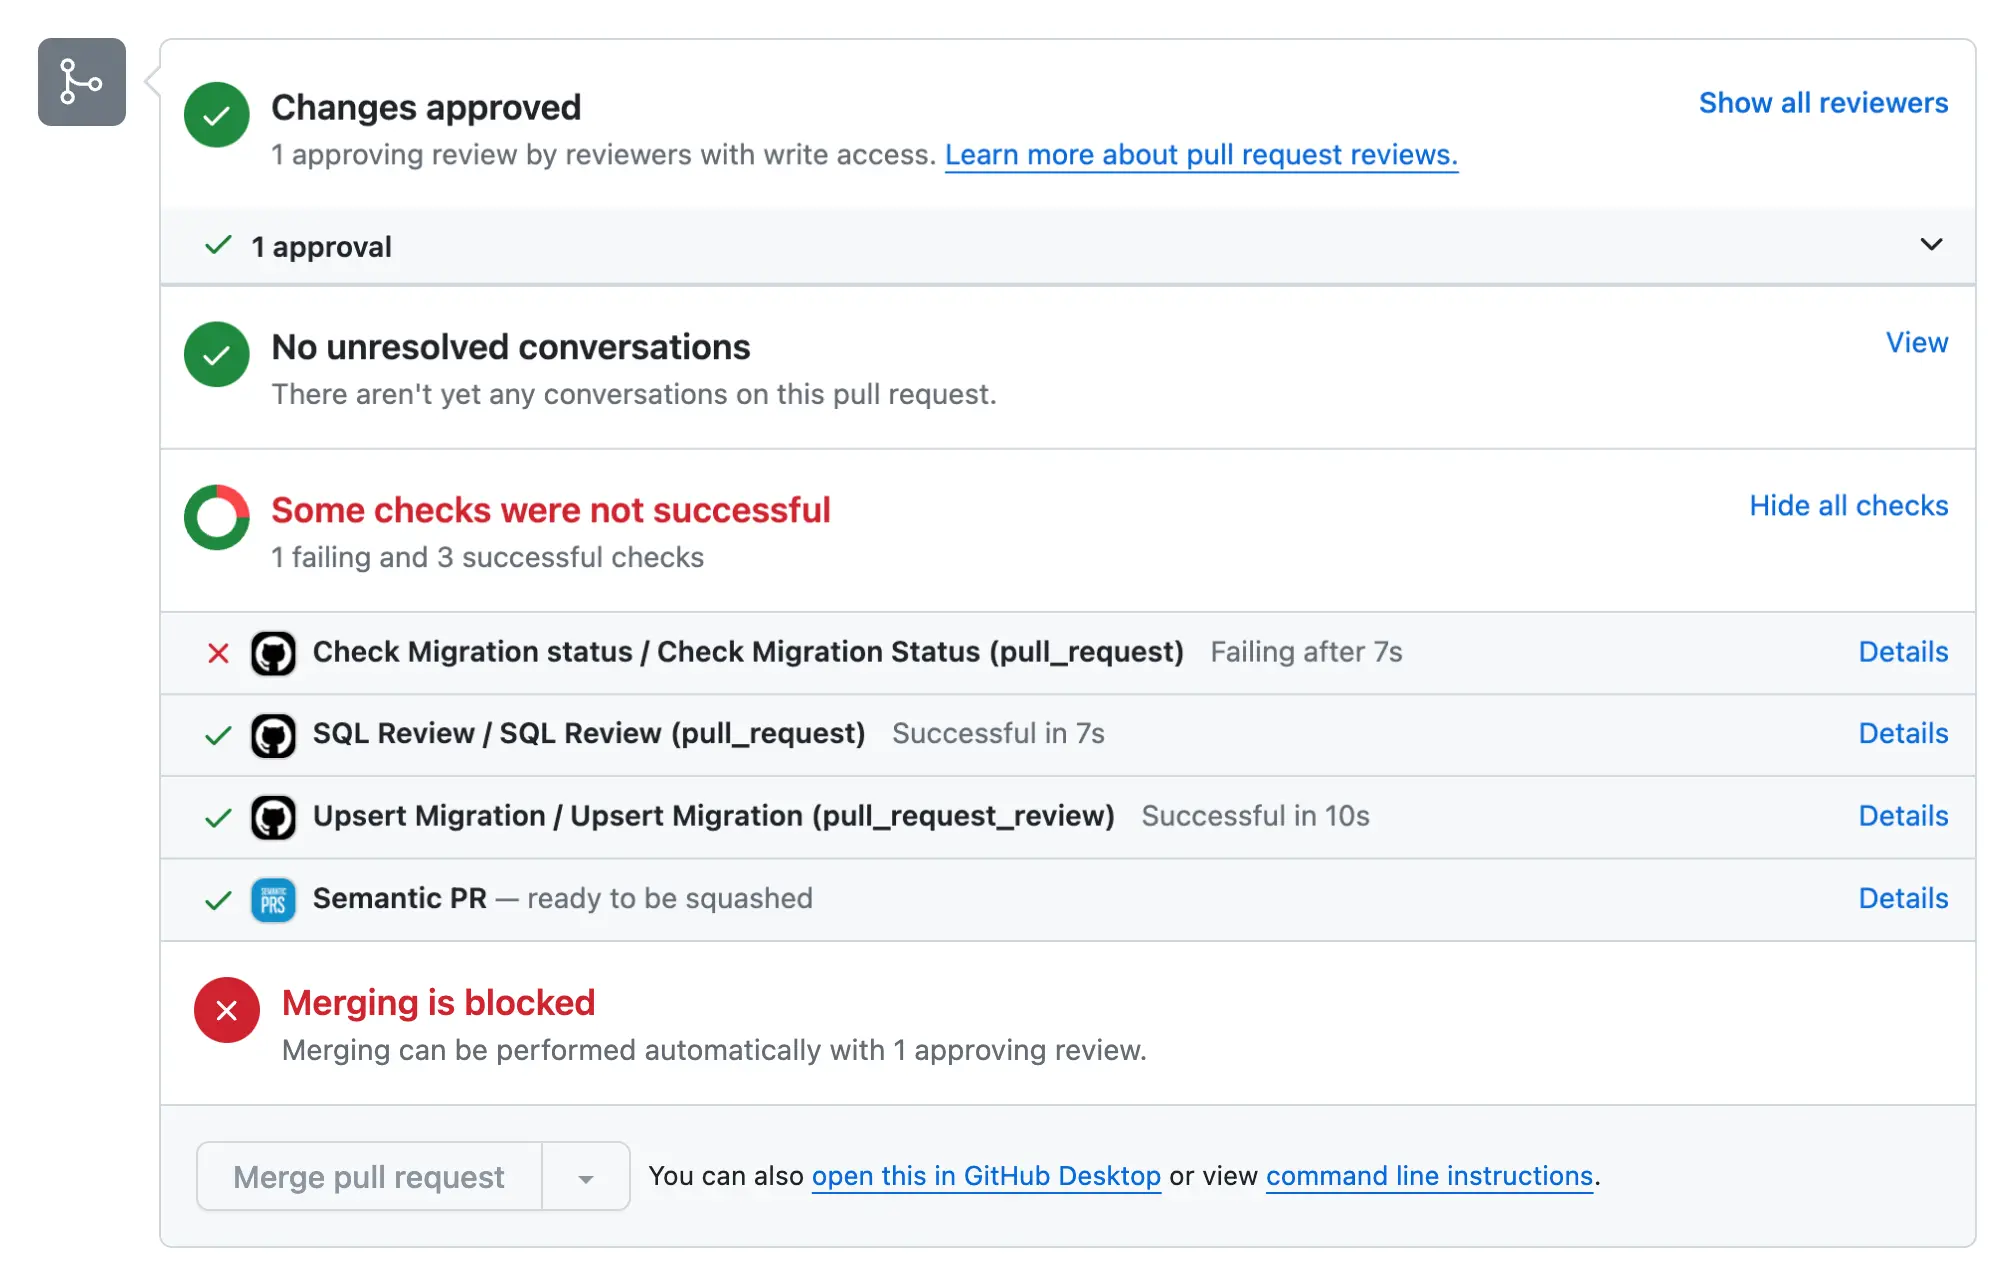 Changes approved
Show all reviewers
1 approving review by reviewers with write access. Learn more about pull request reviews.
1 approval
No unresolved conversations
View
There aren't yet any conversations on this pull request.
Some checks were not successful
Hide all checks
1 failing and 3 successful checks
Check Migration status / Check Migration Status (pull_request) Failing after 7s
Details
SQL Review / SQL Review (pull_request) Successful in 7s
Details
Upsert Migration / Upsert Migration (pull_request_review) Successful in 10s
Details
SEMANTIC
PRS
Semantic PR — ready to be squashed
Details
Merging is blocked
Merging can be performed automatically with 1 approving review.
Merge pull request
You can also open this in GitHub Desktop or view command line instructions.